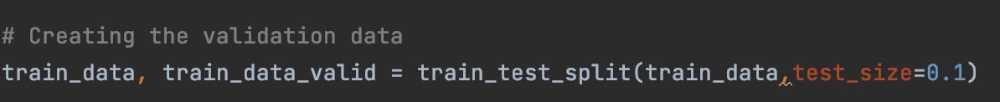 # Creating the validation data
train_data, train_data_valid = train_test_split(train_data,test_size=0.1)